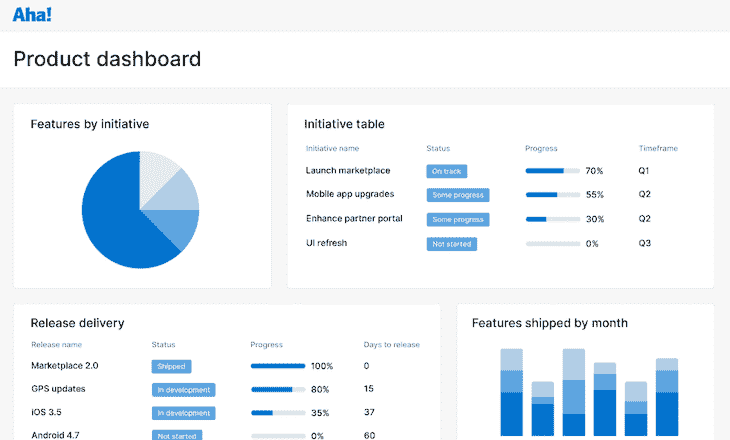 Aha!
Product dashboard
Features by initiative
Initiative table
Initiative name Status Progress Timeframe
Launch marketplace On track 70% Q1
Mobile app upgrades Some progress 55% Q2
Enhance partner portal Some progress 30% Q2
UI refresh Not started 0% Q3
Release delivery
Release name Status Progress Days to release
Marketplace 2.0 Shipped 100% 0
GPS updates In development 80% 15
iOS 3.5 In development 35% 37
Android 4.7 Not started 0% 60
Features shipped by month